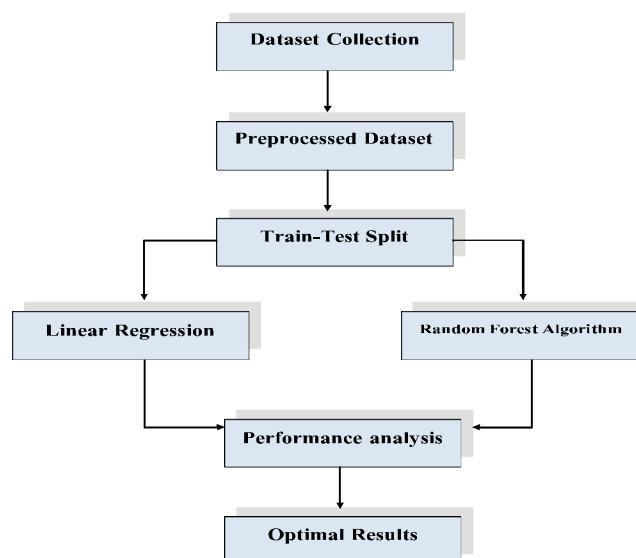 Dataset Collection
Preprocessed Dataset
Train-Test Split
Linear Regression
Random Forest Algorithm
Performance analysis
Optimal Results